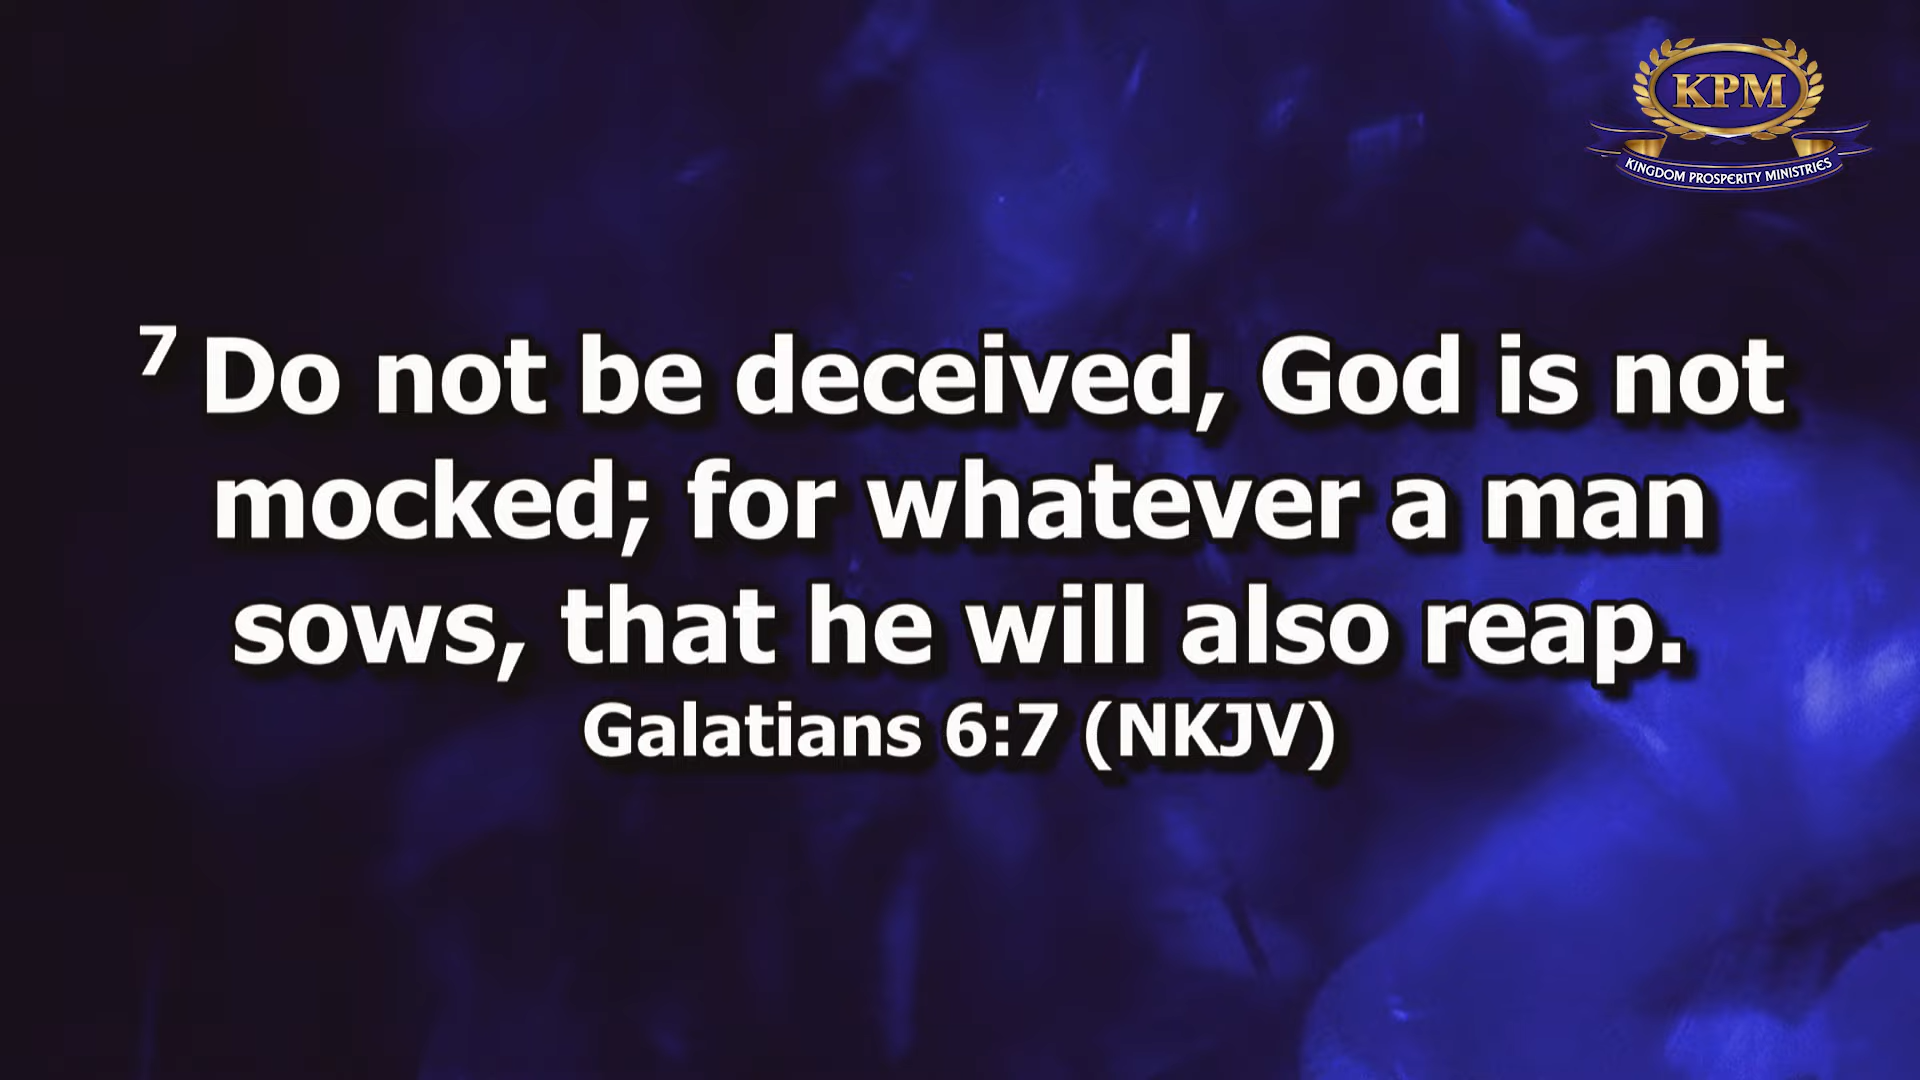 KPM
KINGDOM PROSPERITY MINISTRIES
7 Do not be deceived, God is not
mocked; for whatever a man
sows, that he will also reap.
Galatians 6:7 (NKJV)